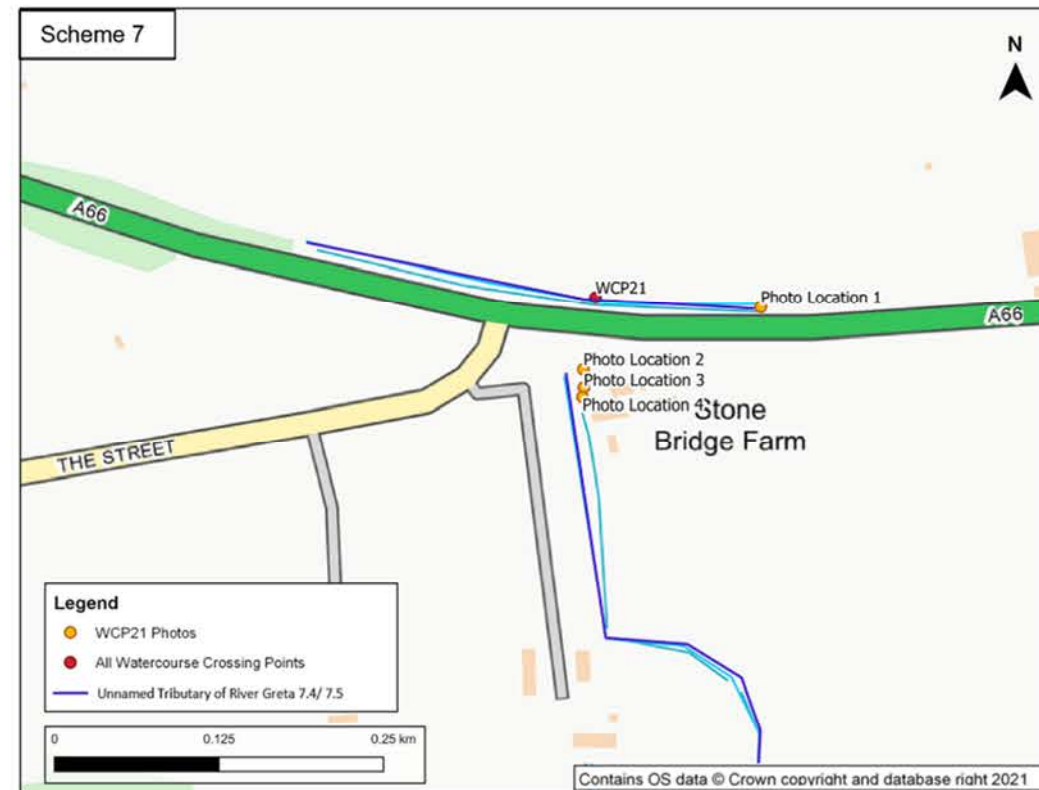 Scheme 7
N
A66
WCP21
Photo Location 1
A66
Photo Location 2
Photo Location 3
Photo Location 4
Stone
Bridge Farm
THE STREET
Legend
WCP21 Photos
All Watercourse Crossing Points
Unnamed Tributary of River Greta 7.4/ 7.5
0 0.125 0.25 km
Contains OS data © Crown copyright and database right 2021